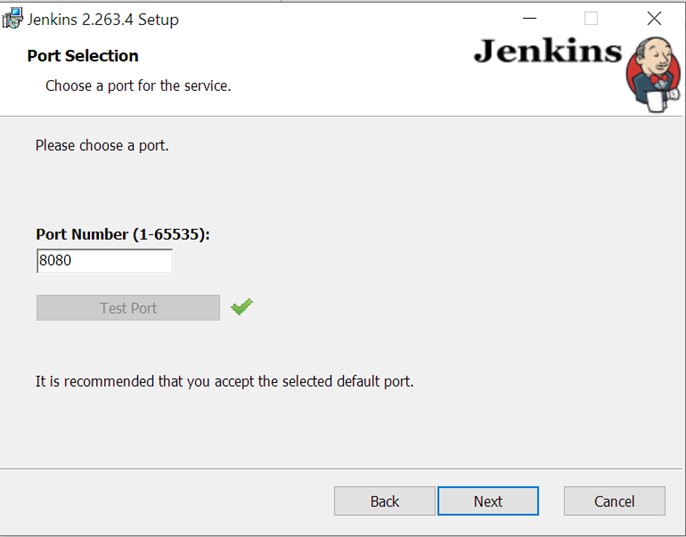 Jenkins 2.263.4 Setup
Port Selection
Jenkins
Choose a port for the service.
Please choose a port.
Port Number (1-65535):
8080
Test Port
It is recommended that you accept the selected default port.
Back
Next
Cancel